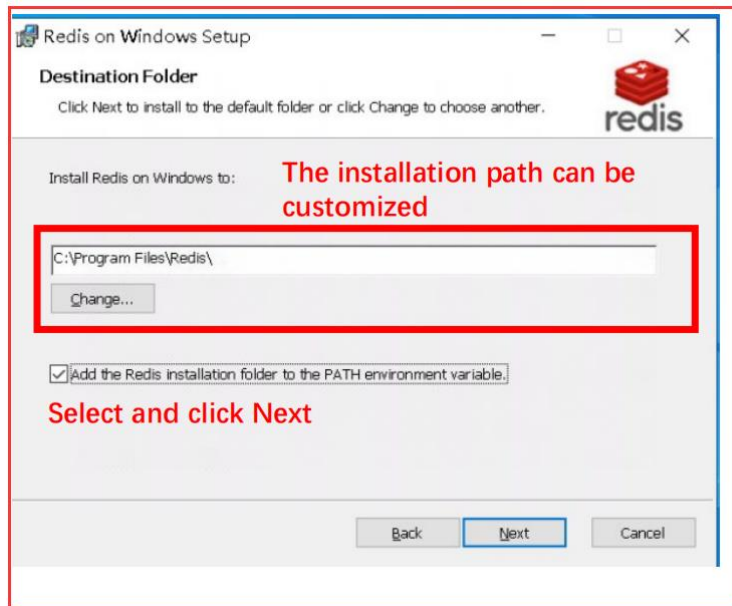 Redis on Windows Setup
Destination Folder
Click Next to install to the default folder or click Change to choose another.
redis
Install Redis on Windows to:
The installation path can be
customized
C:\Program Files\Redis\
Change...
Add the Redis installation folder to the PATH environment variable.
Select and click Next
Back Next Cancel